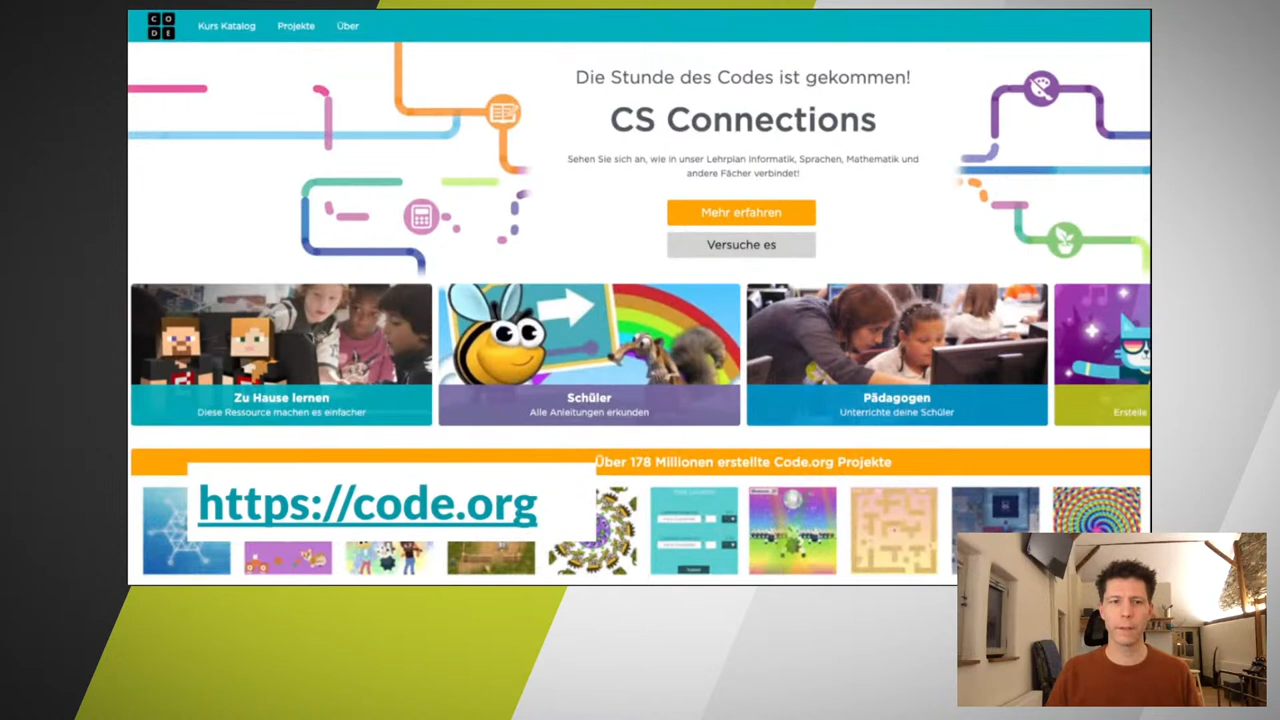 CODE
Kurs Katalog
Projekte
Über
Die Stunde des Codes ist gekommen!
CS Connections
Sehen Sie sich an, wie in unser Lehrplan Informatik, Sprachen, Mathematik und
andere Fächer verbindet!
Mehr erfahren
Versuche es
Zu Hause lernen
Diese Ressource machen es einfacher
Schüler
Alle Anleitungen erkunden
Pädagogen
Unterrichte deine Schüler
Erstelle
Über 178 Millionen erstellte Code.org Projekte
https://code.org